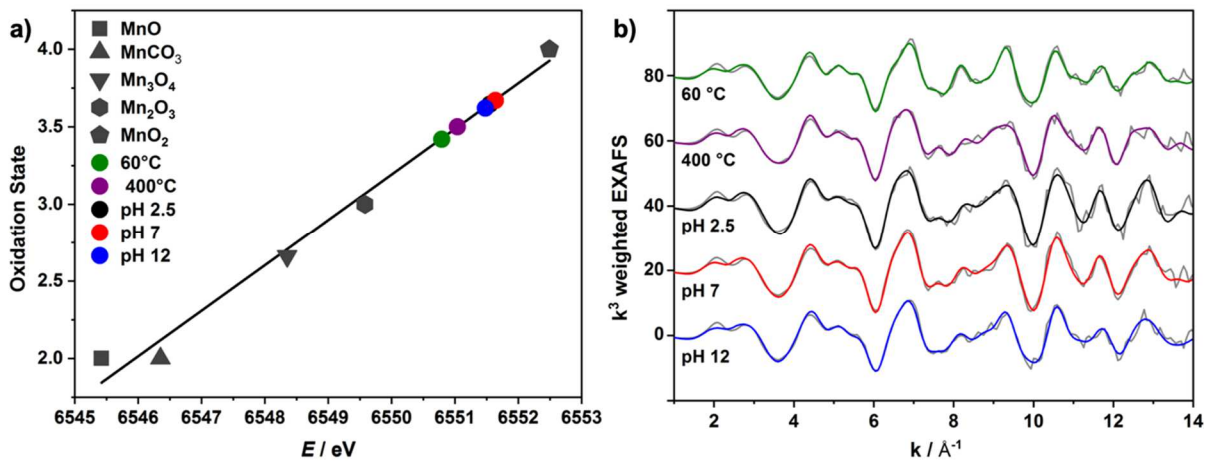 a)
MnO
MnCO₃
Mn₃O₄
Mn₂O₃
MnO₂
60°C
400°C
pH 2.5
pH 7
pH 12
4.0
3.5
3.0
2.5
2.0
Oxidation State
6545 6546 6547 6548 6549 6550 6551 6552 6553
E / eV
b)
80
60
40
20
0
60 °C
400 °C
pH 2.5
pH 7
pH 12
k³ weighted EXAFS
2 4 6 8 10 12 14
k / Å⁻¹